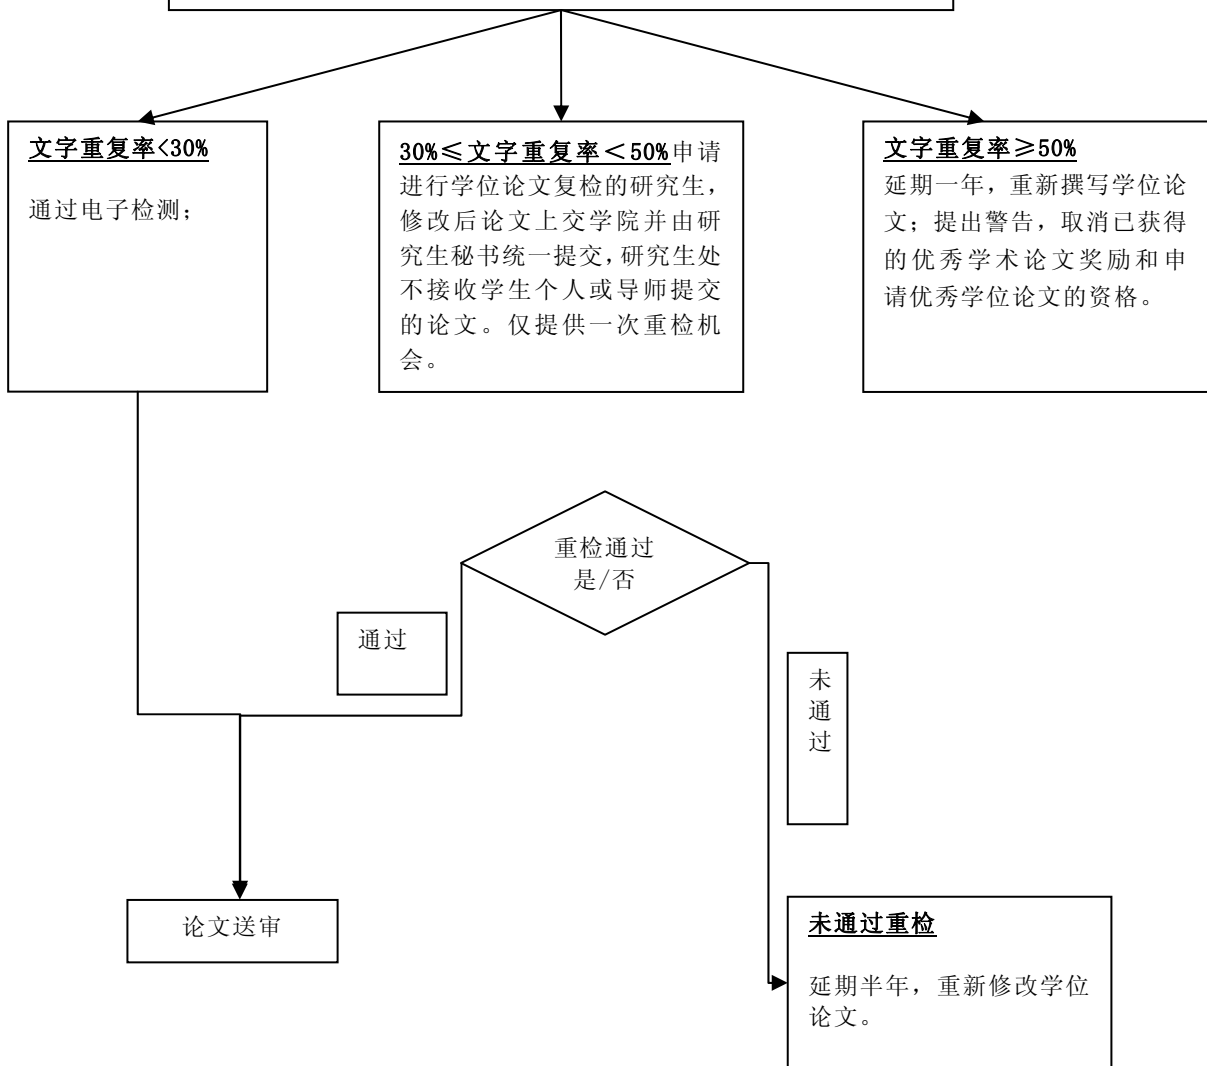 文字重复率<30%
通过电子检测；
30%≤文字重复率＜50%申请
进行学位论文复检的研究生，
修改后论文上交学院并由研
究生秘书统一提交，研究生处
不接收学生个人或导师提交
的论文。仅提供一次重检机
会。
文字重复率≥50%
延期一年，重新撰写学位论
文；提出警告，取消已获得
的优秀学术论文奖励和申
请优秀学位论文的资格。
重检通过
是/否
通过
未
通
过
论文送审
未通过重检
延期半年，重新修改学位
论文。